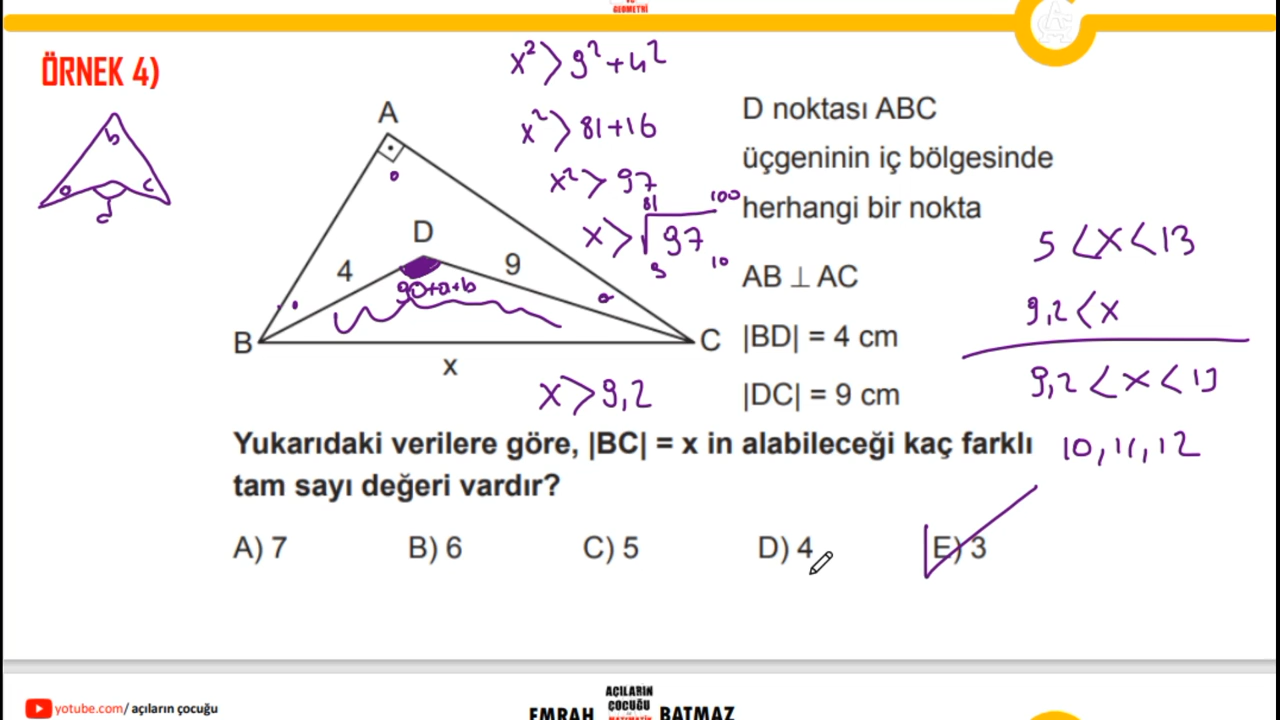 GEOMETRİ
ÖRNEK 4)
x² > 9² + 4²
x² > 81 + 16
x² > 97
81 100
x > √97
9 10
b
a c
d
A
D
4 9
90+a+b
B C
x
x > 9,2
D noktası ABC
üçgeninin iç bölgesinde
herhangi bir nokta
AB ⊥ AC
|BD| = 4 cm
|DC| = 9 cm
5 < x < 13
9,2 < x
9,2 < x < 13
10, 11, 12
Yukarıdaki verilere göre, |BC| = x in alabileceği kaç farklı
tam sayı değeri vardır?
A) 7 B) 6 C) 5 D) 4 E) 3
yotube.com/ açıların çocuğu
AÇILARIN
ÇOCUĞU
MATEMATİK
EMRAH BATMAZ